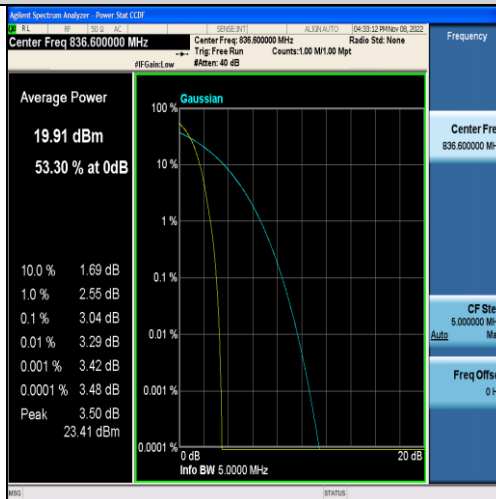 Agilent Spectrum Analyzer - Power Stat CCDF
RL RF 50 Ω AC SENSE:INT ALIGN AUTO 04:33:12 PM Nov 08, 2022
Center Freq 836.600000 MHz
Center Freq: 836.600000 MHz Radio Std: None
Trig: Free Run Counts:1.00 M/1.00 Mpt
#IFGain:Low #Atten: 40 dB
Frequency
Average Power
19.91 dBm
53.30 % at 0dB
10.0 % 1.69 dB
1.0 % 2.55 dB
0.1 % 3.04 dB
0.01 % 3.29 dB
0.001 % 3.42 dB
0.0001 % 3.48 dB
Peak 3.50 dB
23.41 dBm
Gaussian
100 %
10 %
1 %
0.1 %
0.01 %
0.001 %
0.0001 %
0 dB 20 dB
Info BW 5.0000 MHz
Center Fre
836.600000 MH
CF Ste
5.000000 MH
Auto Ma
Freq Offs
0 H
MSG STATUS